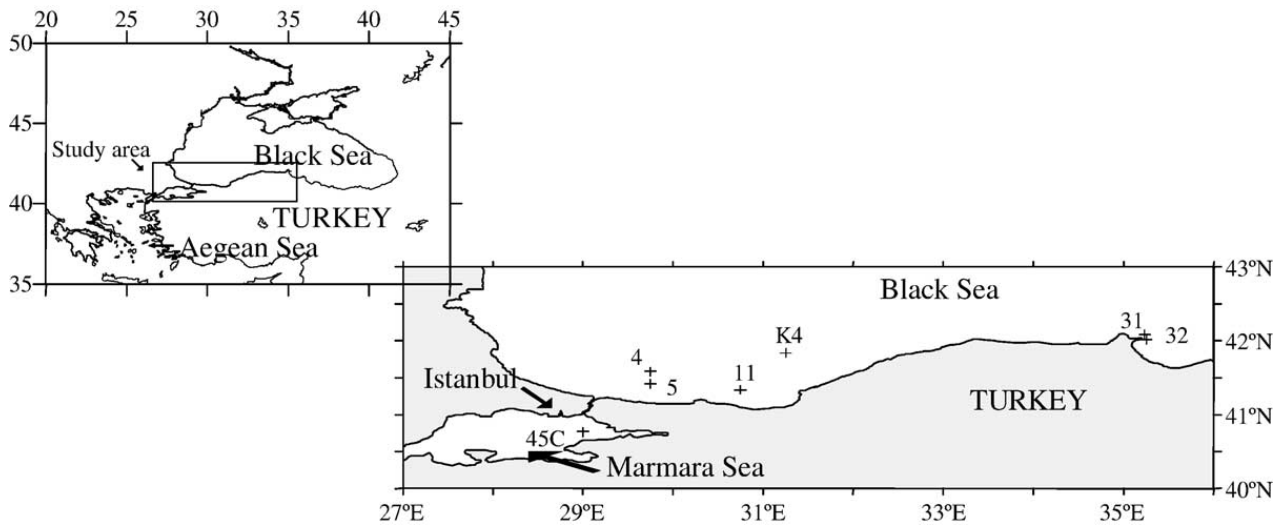 20 25 30 35 40 45
50
45
Study area
Black Sea
40
TURKEY
Aegean Sea
35
43ºN
Black Sea
31
32
42ºN
K4
4
11
5
Istanbul
TURKEY
41ºN
45C
Marmara Sea
40ºN
27ºE 29ºE 31ºE 33ºE 35ºE